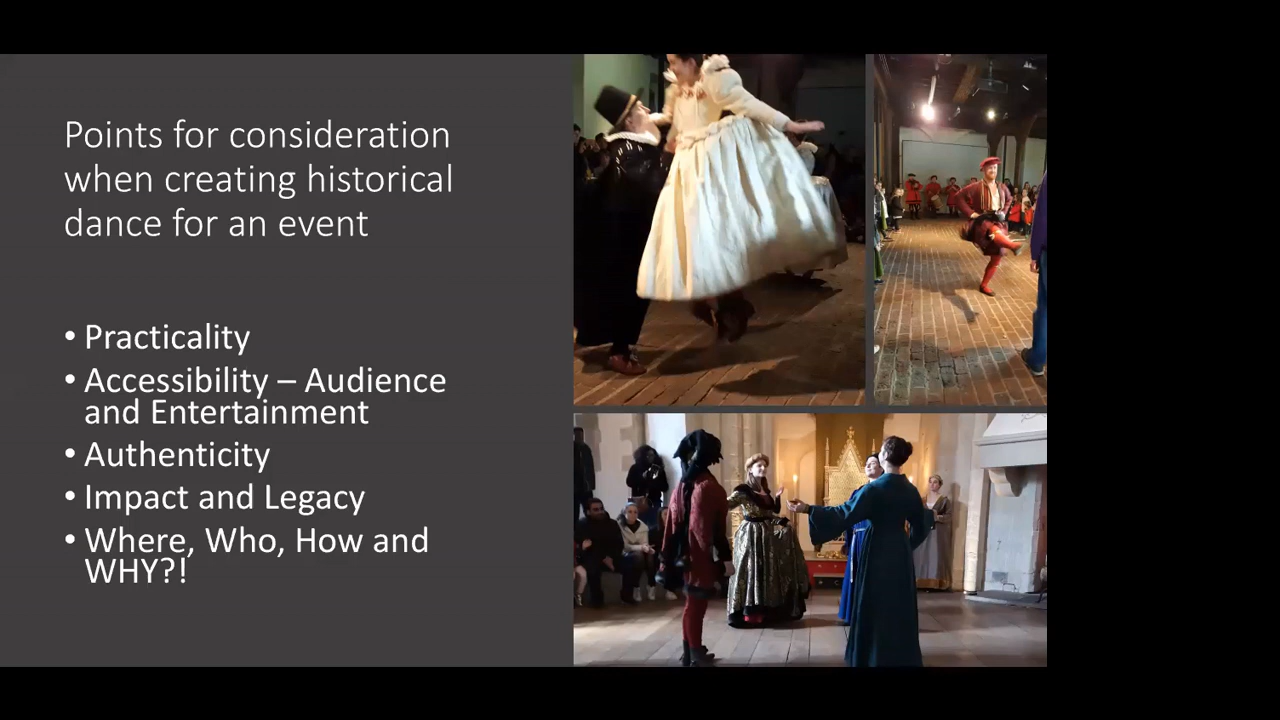 Points for consideration
when creating historical
dance for an event
• Practicality
• Accessibility – Audience
and Entertainment
• Authenticity
• Impact and Legacy
• Where, Who, How and
WHY?!